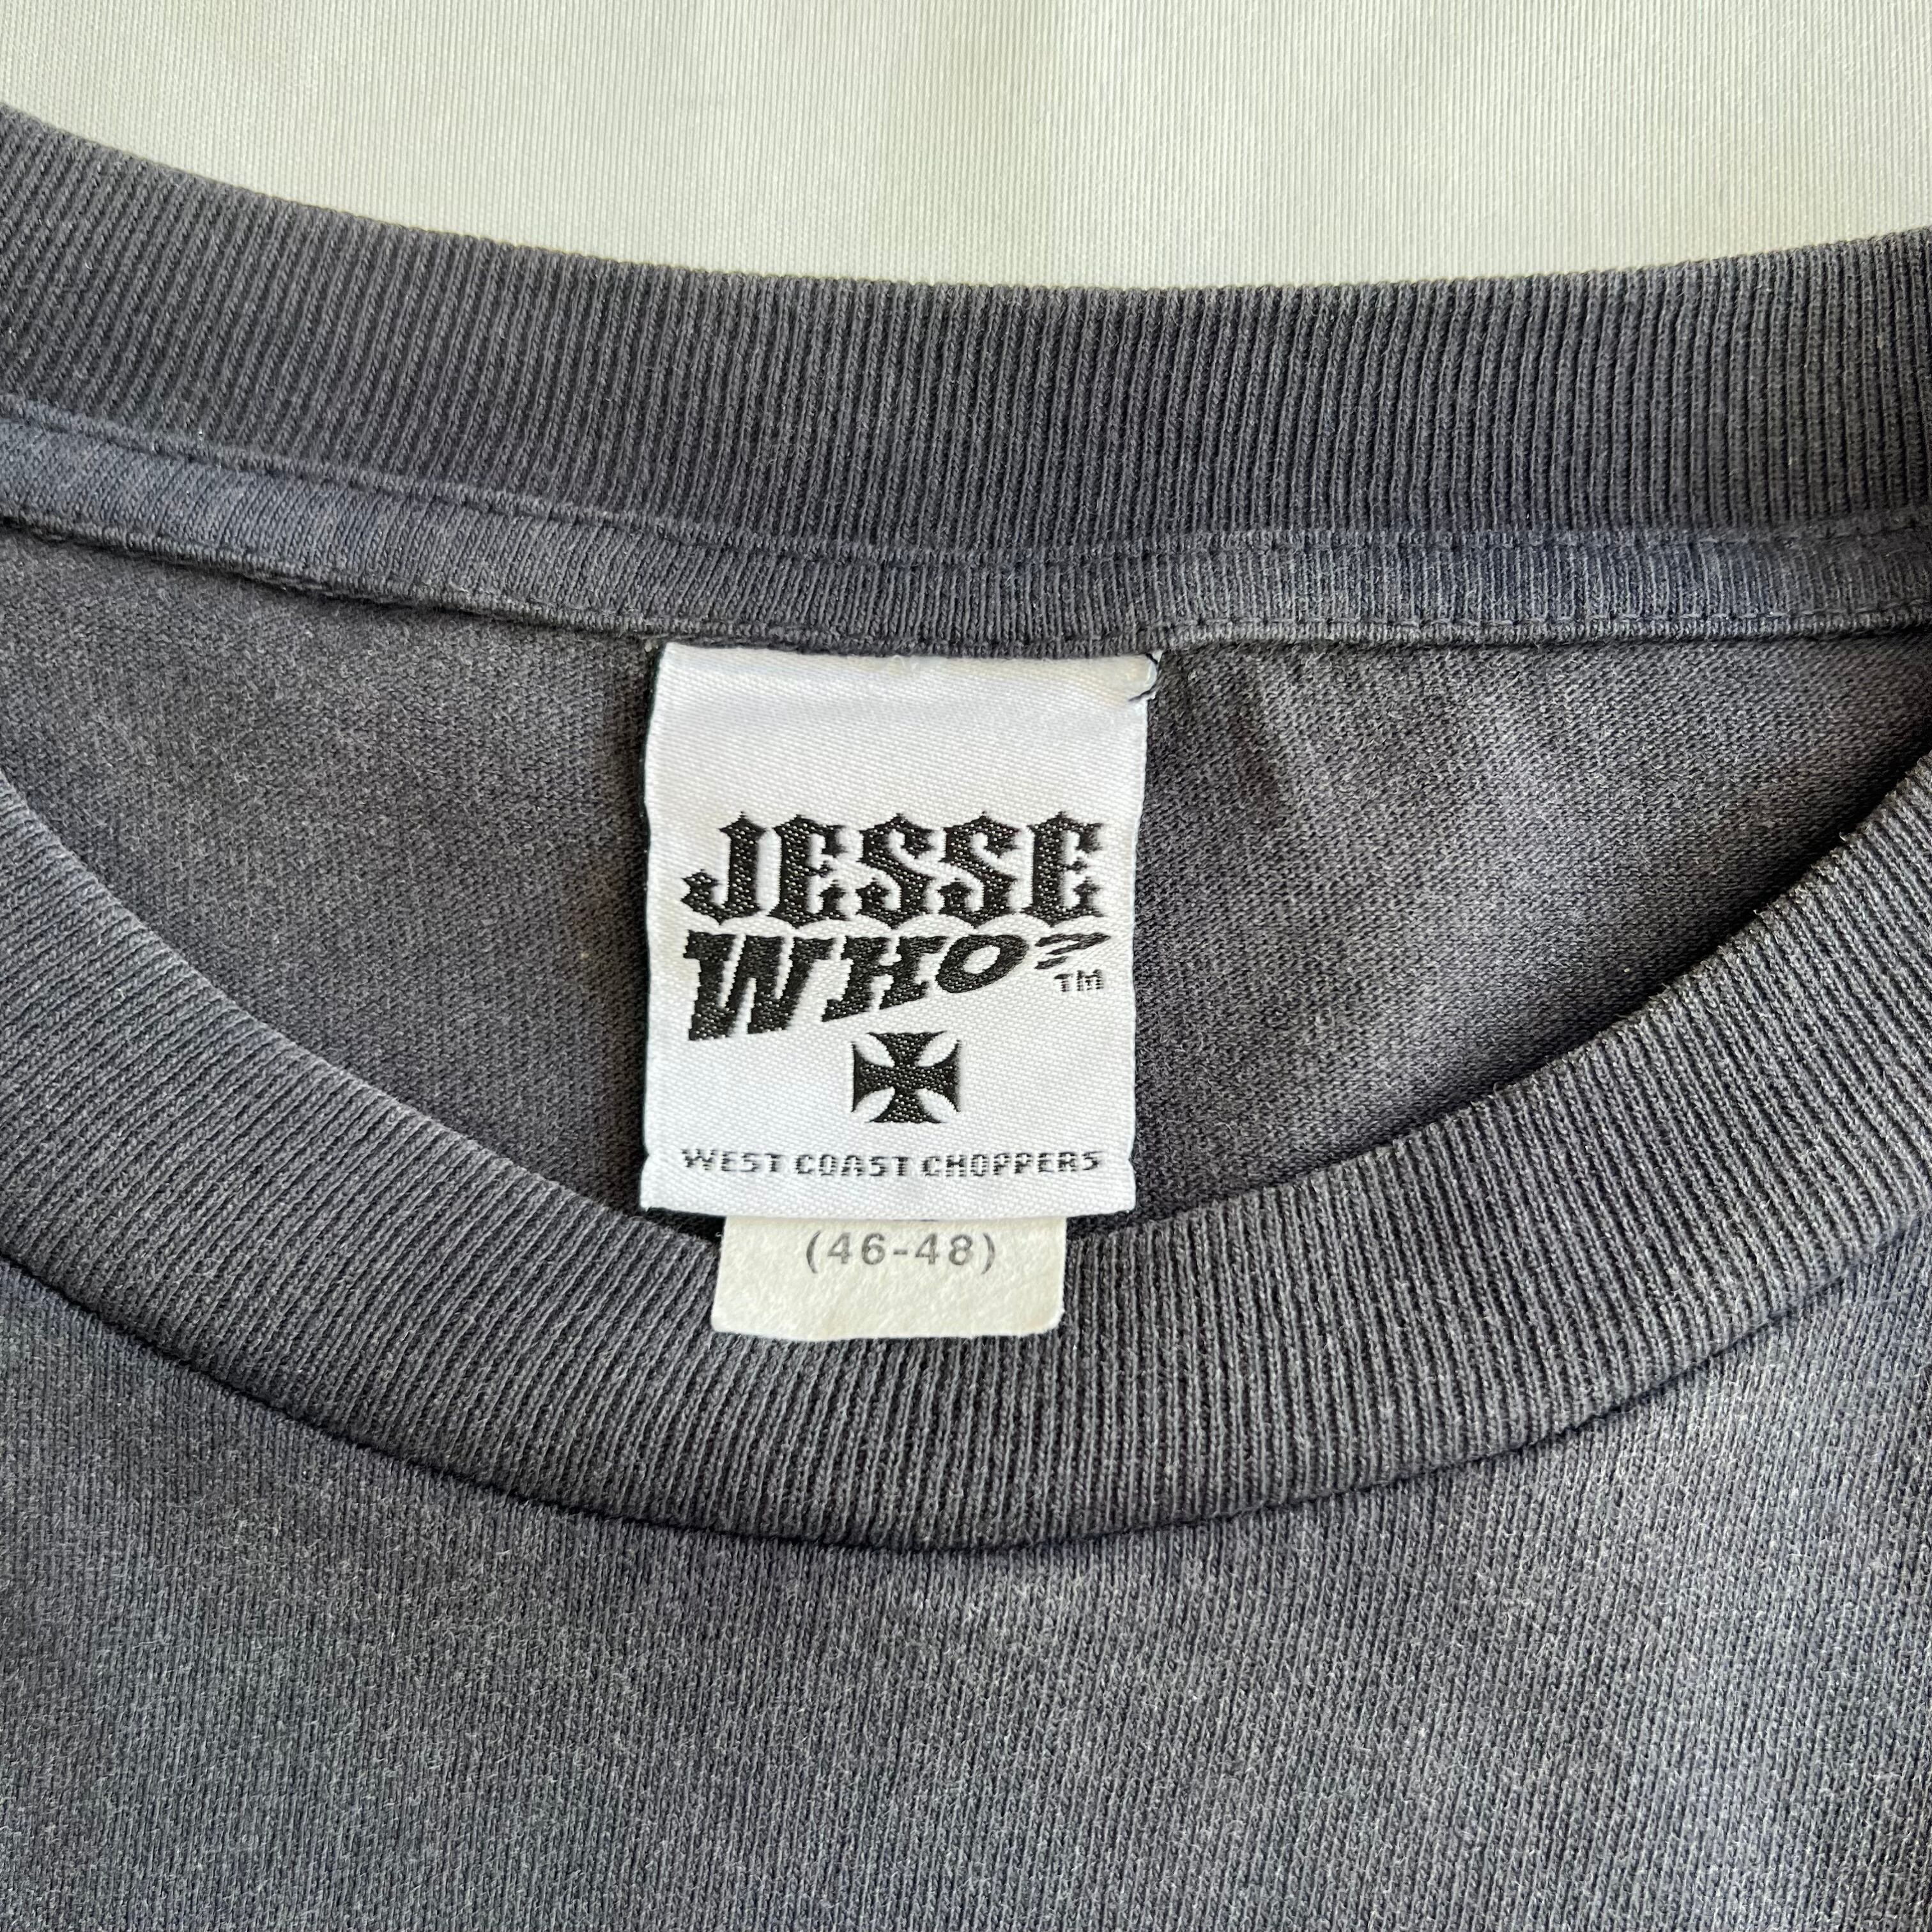 JESSE
WHO?
TM
WEST COAST CHOPPERS
(46-48)